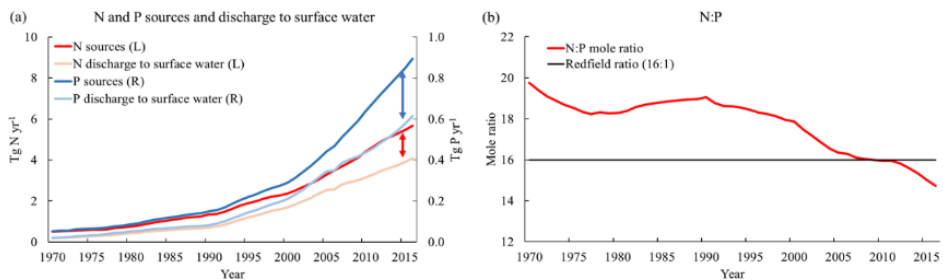 (a) N and P sources and discharge to surface water
N sources (L)
N discharge to surface water (L)
P sources (R)
P discharge to surface water (R)
Tg N yr⁻¹
10
8
6
4
2
0
Tg P yr⁻¹
1.0
0.8
0.6
0.4
0.2
0.0
1970 1975 1980 1985 1990 1995 2000 2005 2010 2015
Year
(b) N:P
N:P mole ratio
Redfield ratio (16:1)
Mole ratio
22
20
18
16
14
12
1970 1975 1980 1985 1990 1995 2000 2005 2010 2015
Year